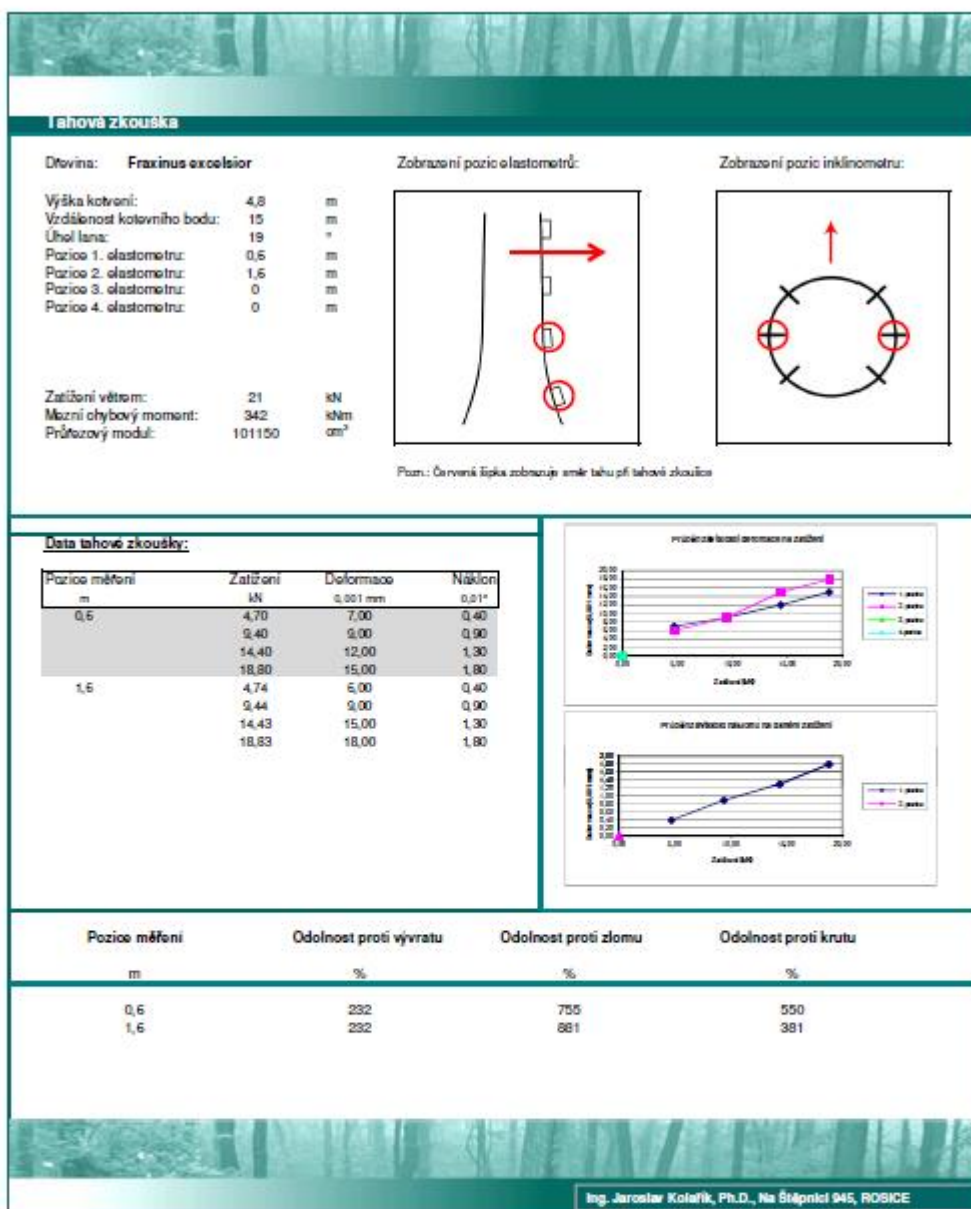 Tahová zkouška
Dřevina: Fraxinus excelsior
Zobrazení pozic elastometrů:
Zobrazení pozic inklinometru:
Výška kotvení: 4,8 m
Vzdálenost kotevního bodu: 15 m
Úhel lana: 19 °
Pozice 1. elastometru: 0,6 m
Pozice 2. elastometru: 1,6 m
Pozice 3. elastometru: 0 m
Pozice 4. elastometru: 0 m
Zatížení větrem: 21 kN
Mezní ohybový moment: 342 kNm
Průřezový modul: 101150 cm³
Pozn.: Červená šipka zobrazuje směr tahu při tahové zkoušce
Data tahové zkoušky:
Pozice měření Zatížení Deformace Náklon
m kN 0,001 mm 0,01°
0,6 4,70 7,00 0,40
9,40 9,00 0,90
14,40 12,00 1,30
18,80 15,00 1,80
1,6 4,74 6,00 0,40
9,44 9,00 0,90
14,43 15,00 1,30
18,83 18,00 1,80
Pozice měření Odolnost proti vývratu Odolnost proti zlomu Odolnost proti krutu
m % % %
0,6 232 755 550
1,6 232 881 381
Ing. Jaroslav Kolařík, Ph.D., Na Štěpnici 945, ROSICE